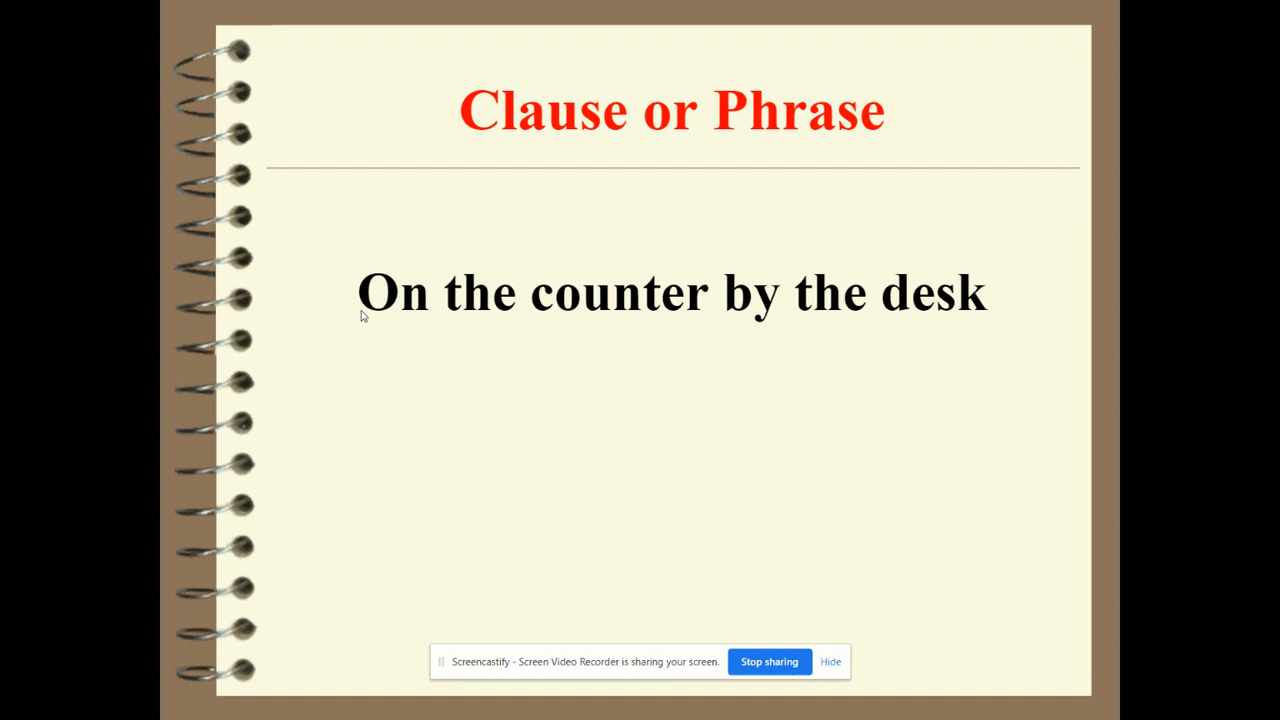 Clause or Phrase
On the counter by the desk
Screencastify - Screen Video Recorder is sharing your screen. Stop sharing Hide